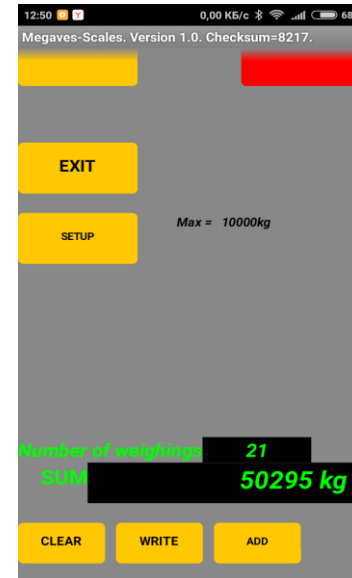 12:50 0,00 КБ/с 68
Megaves-Scales. Version 1.0. Checksum=8217.
EXIT
SETUP
Max = 10000kg
Number of weighings 21
SUM 50295 kg
CLEAR WRITE ADD